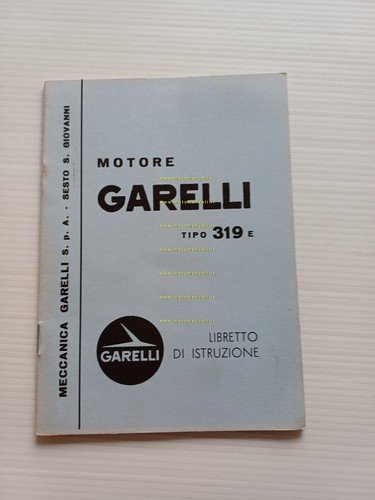 MECCANICA GARELLI S. p. A. - SESTO S. GIOVANNI
MOTORE
GARELLI
TIPO 319 E
GARELLI
LIBRETTO
DI ISTRUZIONE